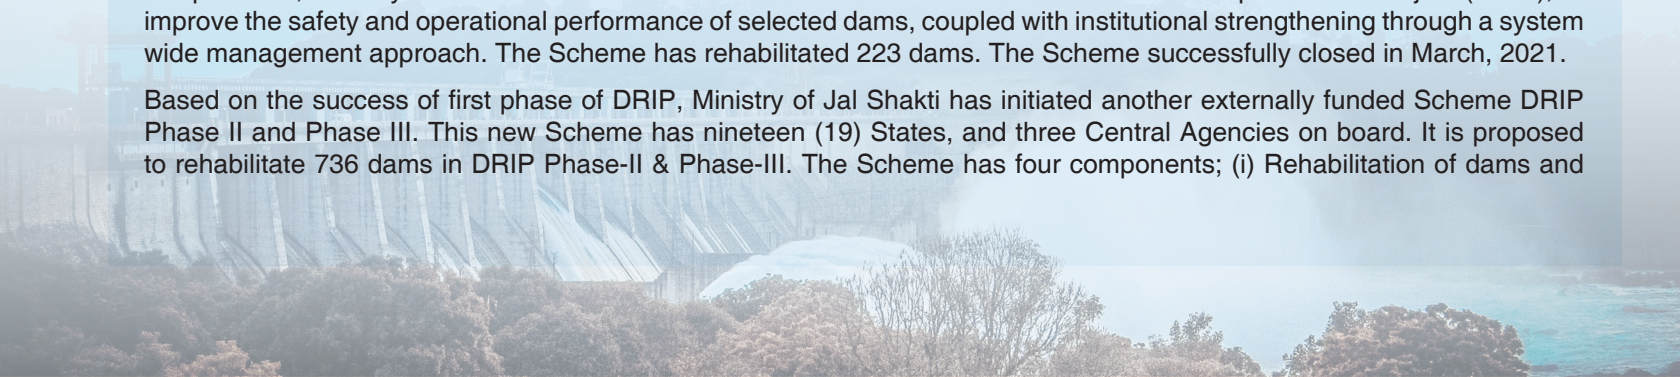 improve the safety and operational performance of selected dams, coupled with institutional strengthening through a system
wide management approach. The Scheme has rehabilitated 223 dams. The Scheme successfully closed in March, 2021.
Based on the success of first phase of DRIP, Ministry of Jal Shakti has initiated another externally funded Scheme DRIP
Phase II and Phase III. This new Scheme has nineteen (19) States, and three Central Agencies on board. It is proposed
to rehabilitate 736 dams in DRIP Phase-II & Phase-III. The Scheme has four components; (i) Rehabilitation of dams and